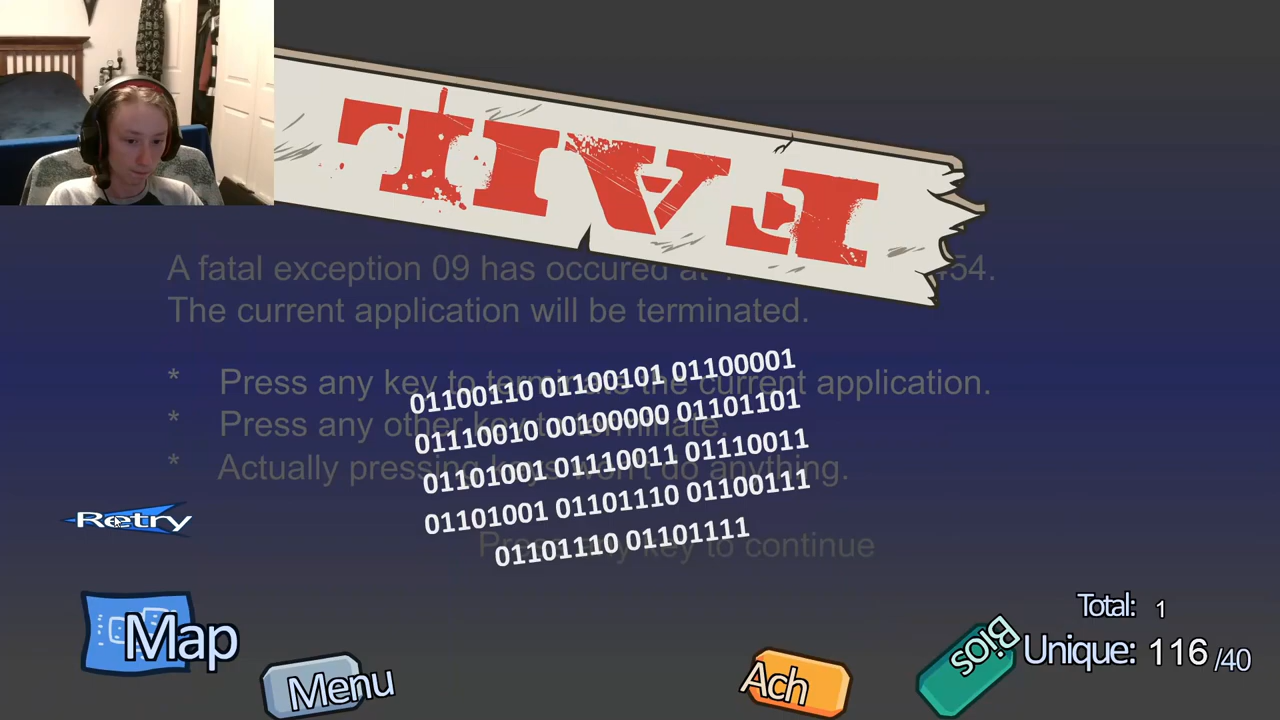 FAIL
A fatal exception 09 has occured at
54.
The current application will be terminated.
* Press any key to terminate the current application.
* Press any other key to terminate.
* Actually pressing keys won't do anything.
Press any key to continue
01100110 01100101 01100001
01110010 00100000 01101101
01101001 01110011 01110011
01101001 01101110 01100111
01101110 01101111
Retry
Map
Menu
Ach
Bios
Total: 1
Unique: 116 /40